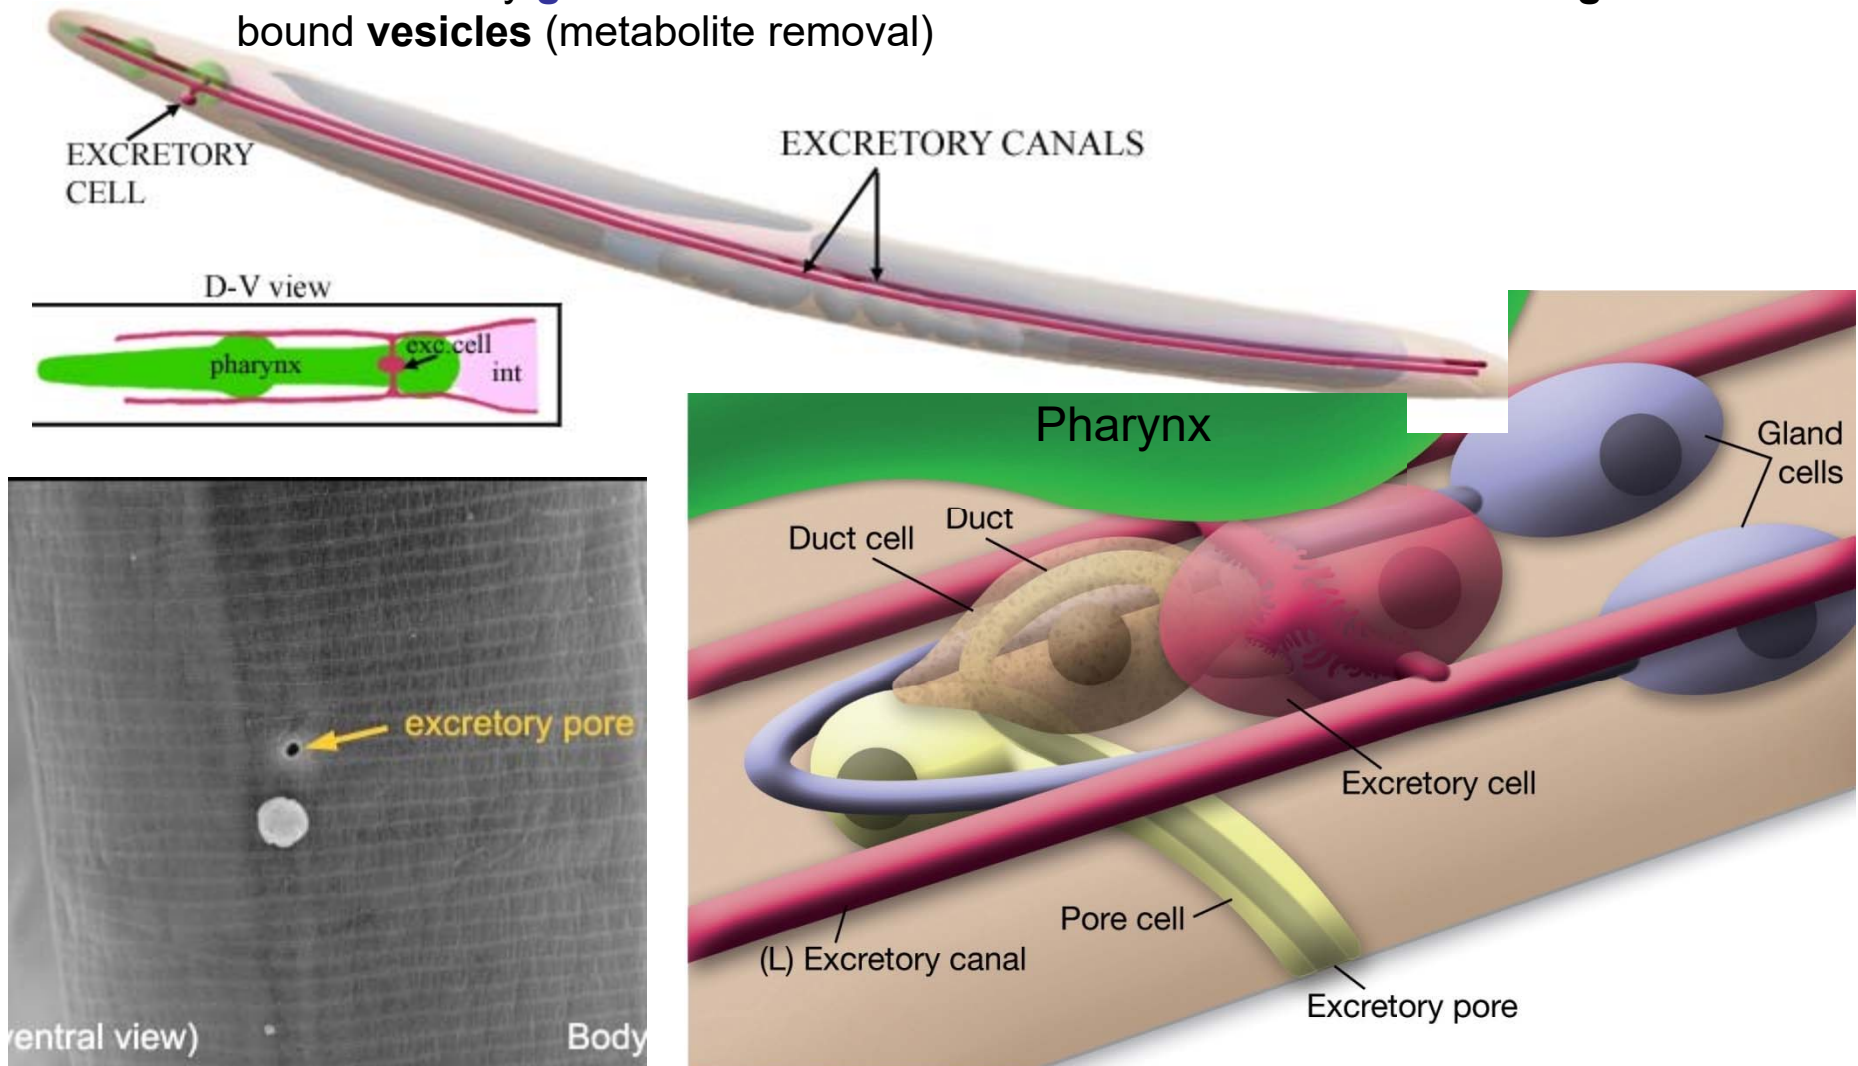 bound vesicles (metabolite removal)
EXCRETORY
CELL
EXCRETORY CANALS
D-V view
pharynx
exc.cell
int
Pharynx
Gland
cells
Duct
Duct cell
excretory pore
Excretory cell
Pore cell
(L) Excretory canal
Excretory pore
entral view)
Body